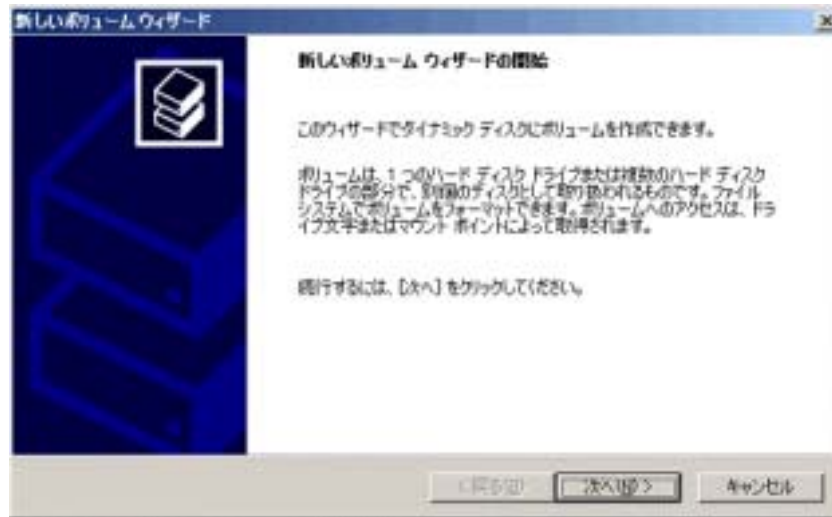 新しいボリューム ウィザード
新しいボリューム ウィザードの開始
このウィザードでダイナミック ディスクにボリュームを作成できます。
ボリュームは、1 つのハード ディスク ドライブまたは複数のハード ディスク
ドライブの部分で、別個のディスクとして取り扱われるものです。ファイル
システムでボリュームをフォーマットできます。ボリュームへのアクセスは、ドラ
イブ文字またはマウント ポイントによって取得されます。
続行するには、[次へ] をクリックしてください。
< 戻る(B)
次へ(N) >
キャンセル